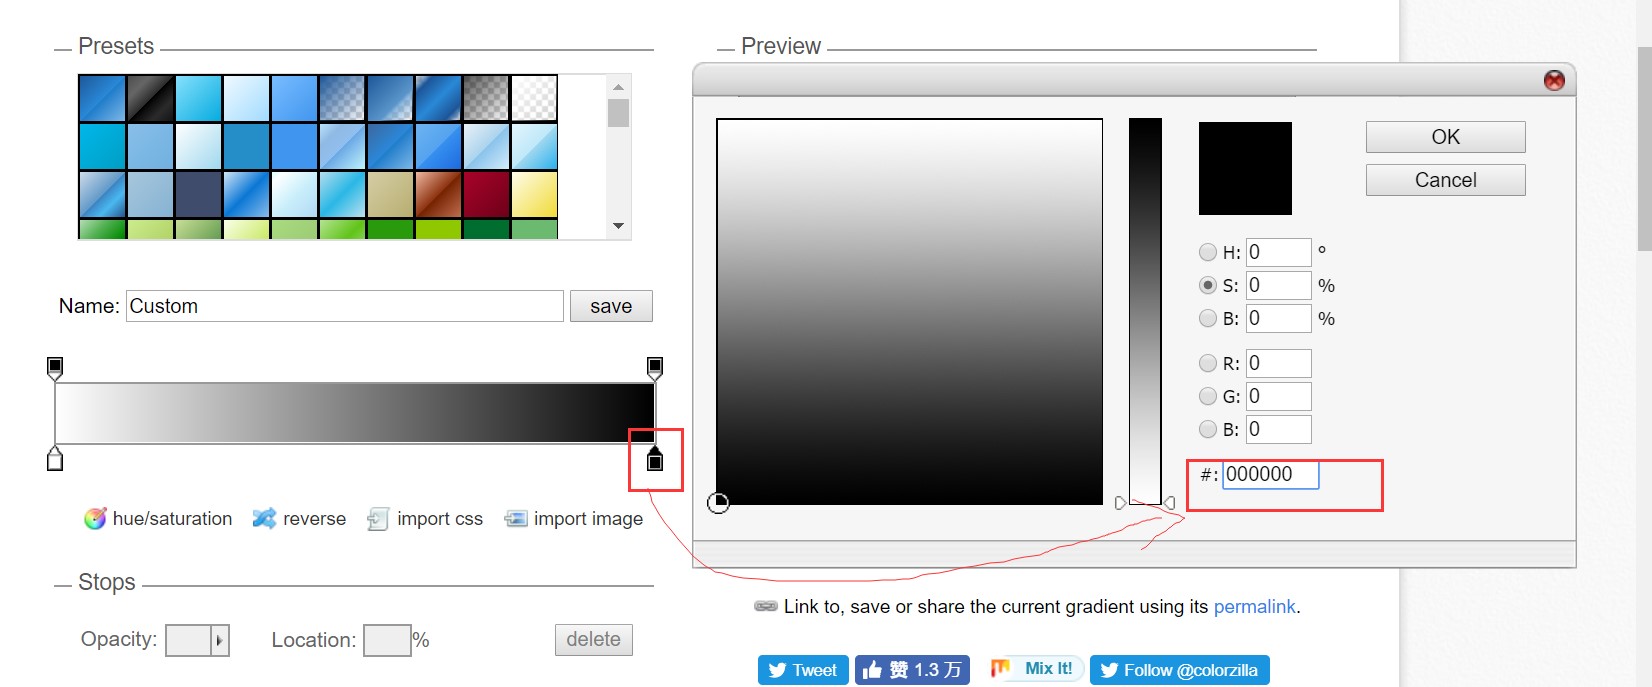 Presets
Preview
OK
Cancel
H: 0 °
S: 0 %
B: 0 %
R: 0
G: 0
B: 0
#: 000000
Name: Custom save
hue/saturation reverse import css import image
Stops
Opacity: Location: % delete
Link to, save or share the current gradient using its permalink.
Tweet 赞 1.3 万 Mix It! Follow @colorzilla